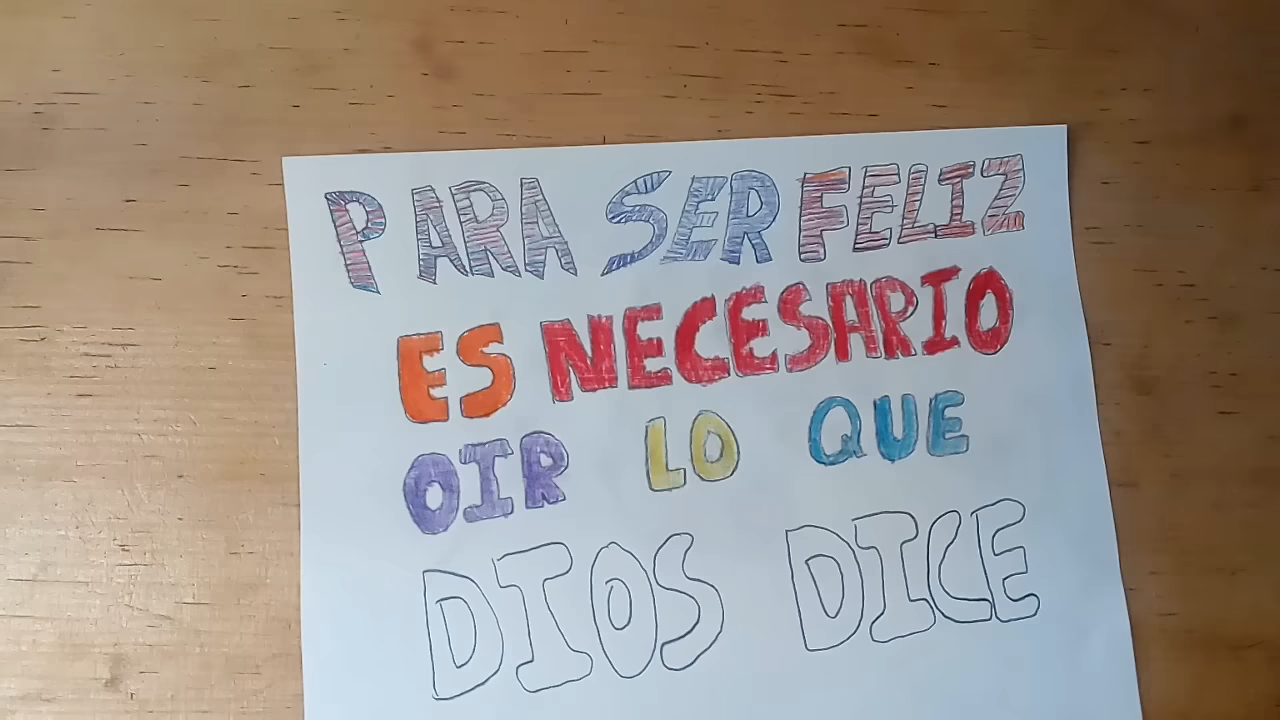 PARA SER FELIZ
ES NECESARIO
OIR LO QUE
DIOS DICE